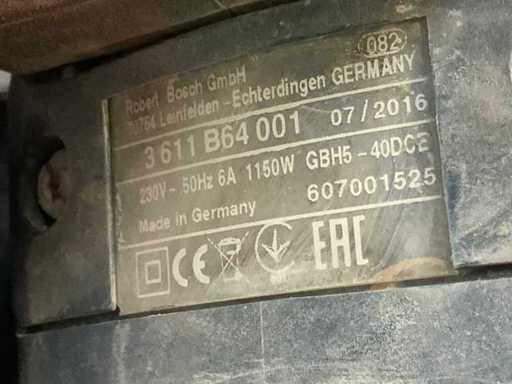 082
Robert Bosch GmbH
70764 Leinfelden-Echterdingen GERMANY
3 611 B64 001 07/2016
230V~ 50Hz 6A 1150W GBH5-40DCE
Made in Germany 607001525
CE EAC